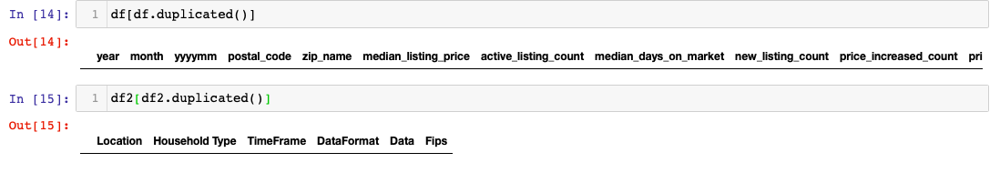 In [14]: 1 df[df.duplicated()]
Out[14]:
year month yyyymm postal_code zip_name median_listing_price active_listing_count median_days_on_market new_listing_count price_increased_count pri
In [15]: 1 df2[df2.duplicated()]
Out[15]:
Location Household Type TimeFrame DataFormat Data Fips